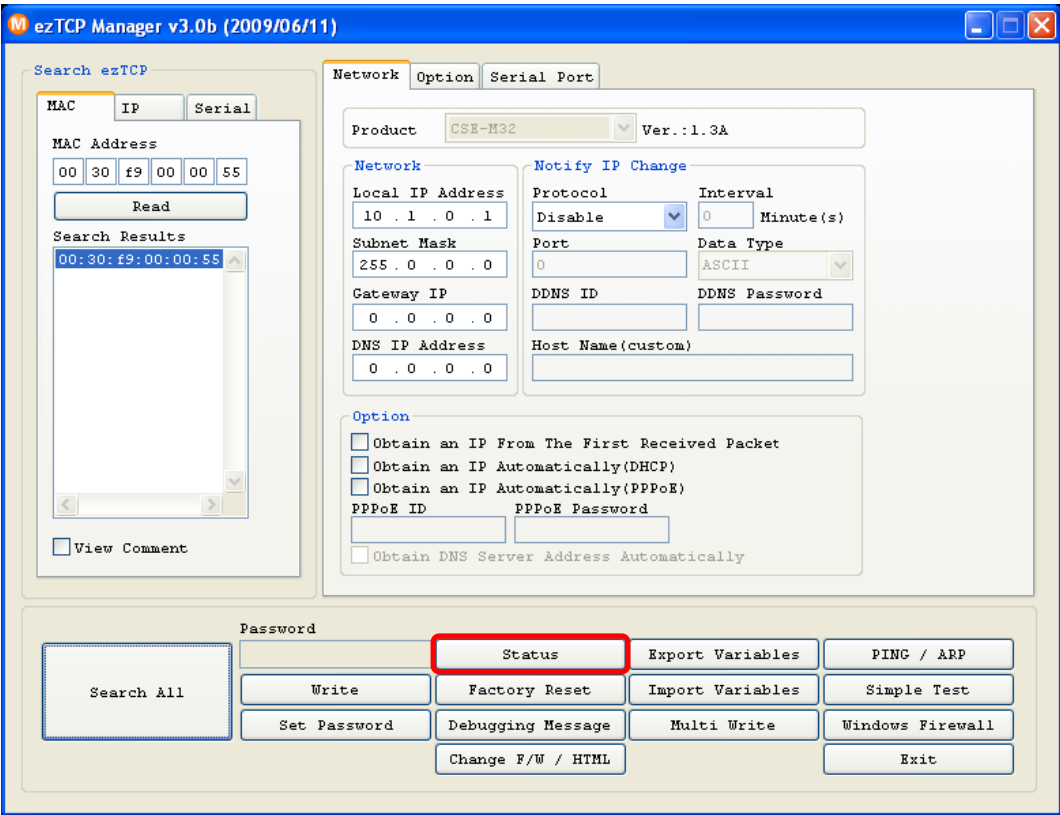 M ezTCP Manager v3.0b (2009/06/11)
Search ezTCP
MAC IP Serial
MAC Address
00 30 f9 00 00 55
Read
Search Results
00:30:f9:00:00:55
View Comment
Network Option Serial Port
Product CSE-M32 Ver.:1.3A
Network
Local IP Address
10 . 1 . 0 . 1
Subnet Mask
255 . 0 . 0 . 0
Gateway IP
0 . 0 . 0 . 0
DNS IP Address
0 . 0 . 0 . 0
Notify IP Change
Protocol Interval
Disable 0 Minute(s)
Port Data Type
0 ASCII
DDNS ID DDNS Password
Host Name(custom)
Option
Obtain an IP From The First Received Packet
Obtain an IP Automatically(DHCP)
Obtain an IP Automatically(PPPoE)
PPPoE ID PPPoE Password
Obtain DNS Server Address Automatically
Password
Search All
Status Export Variables PING / ARP
Write Factory Reset Import Variables Simple Test
Set Password Debugging Message Multi Write Windows Firewall
Change F/W / HTML Exit